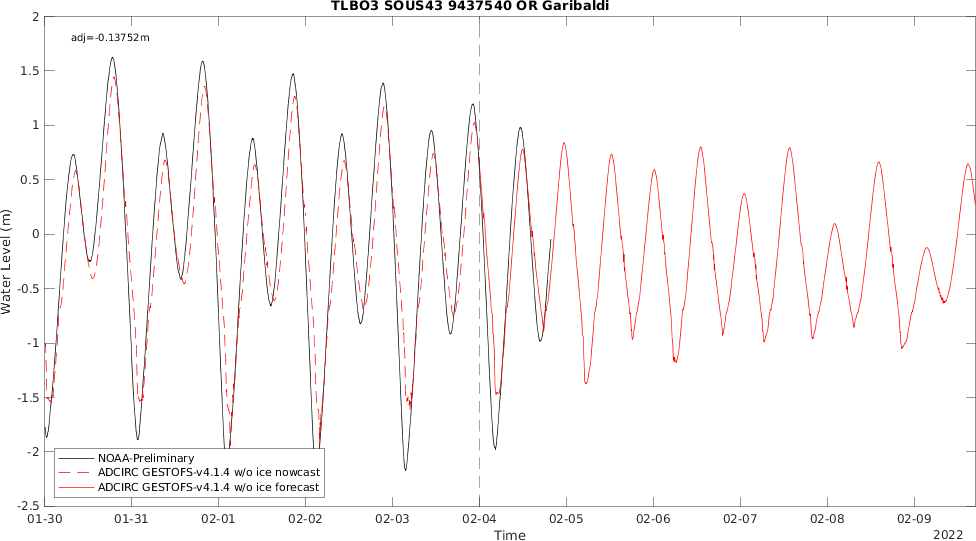 TLBO3 SOUS43 9437540 OR Garibaldi
adj=-0.13752m
2
1.5
1
0.5
0
-0.5
-1
-1.5
-2
-2.5
Water Level (m)
NOAA-Preliminary
ADCIRC GESTOFS-v4.1.4 w/o ice nowcast
ADCIRC GESTOFS-v4.1.4 w/o ice forecast
01-30 01-31 02-01 02-02 02-03 02-04 02-05 02-06 02-07 02-08 02-09
Time
2022